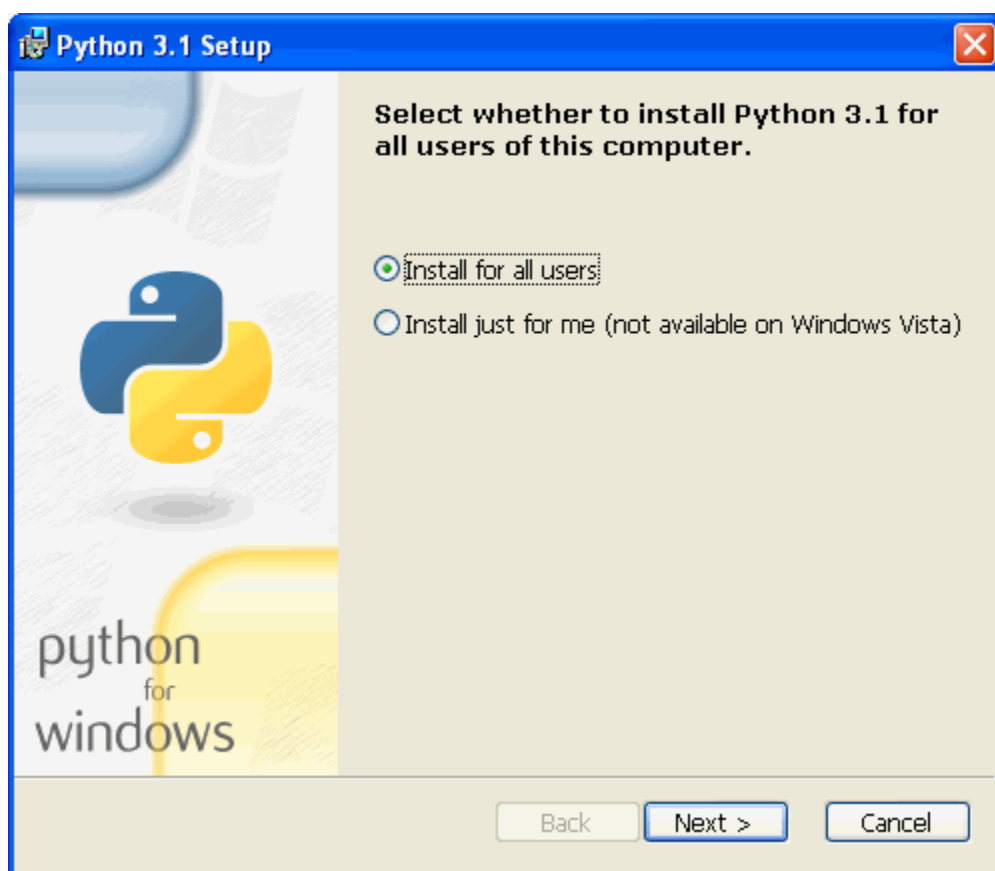 Python 3.1 Setup
Select whether to install Python 3.1 for
all users of this computer.
Install for all users
Install just for me (not available on Windows Vista)
python
for
windows
Back
Next >
Cancel